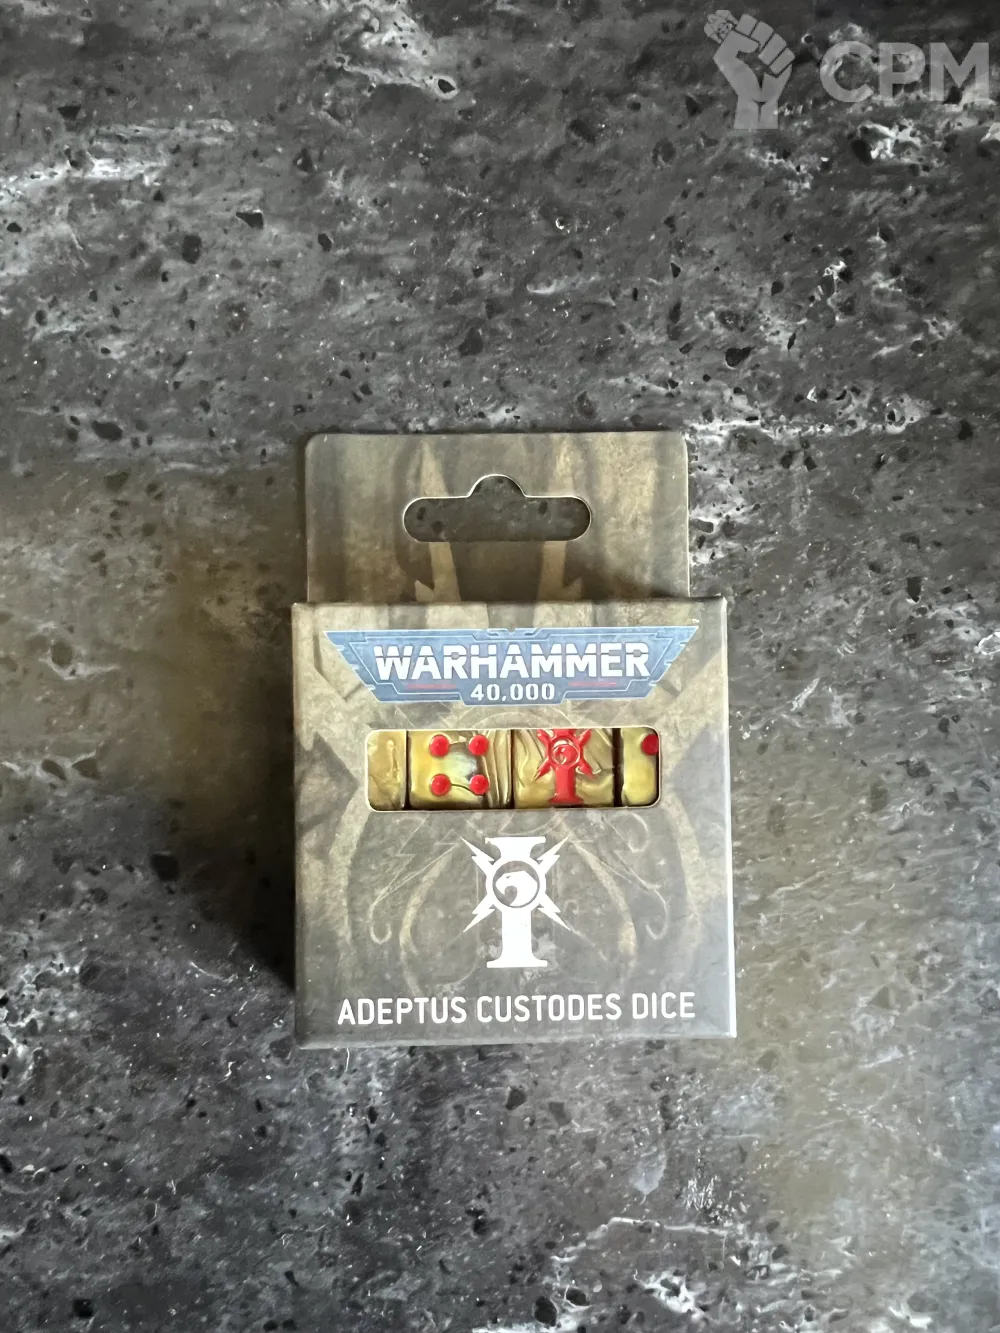 CPM
WARHAMMER
40,000
ADEPTUS CUSTODES DICE